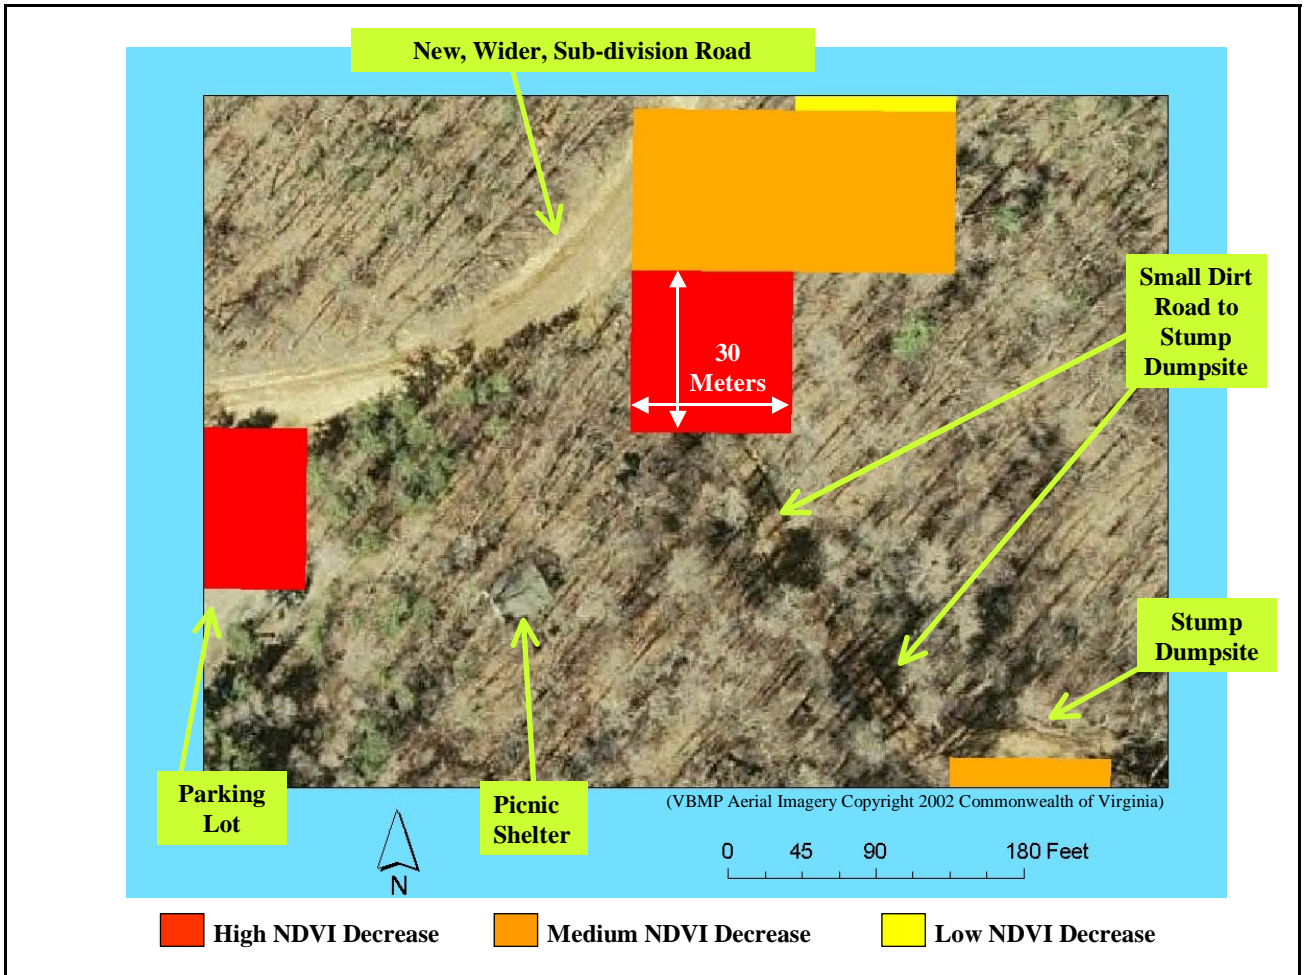 New, Wider, Sub-division Road
Small Dirt
Road to
Stump
Dumpsite
30
Meters
Stump
Dumpsite
Parking
Lot
Picnic
Shelter
(VBMP Aerial Imagery Copyright 2002 Commonwealth of Virginia)
0 45 90 180 Feet
N
High NDVI Decrease
Medium NDVI Decrease
Low NDVI Decrease